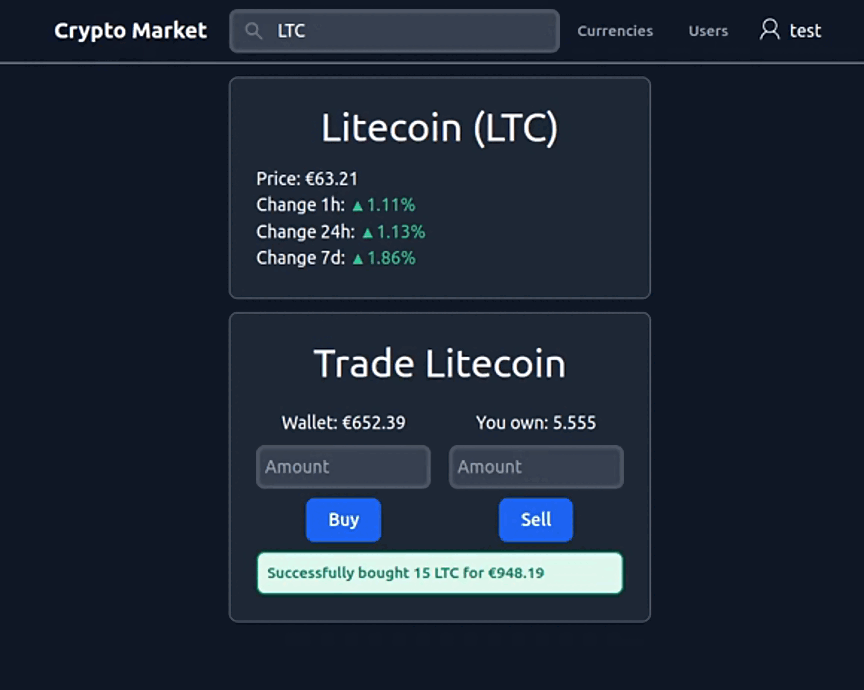 Crypto Market LTC Currencies Users test
Litecoin (LTC)
Price: €63.21
Change 1h: ▲1.11%
Change 24h: ▲1.13%
Change 7d: ▲1.86%
Trade Litecoin
Wallet: €652.39 You own: 5.555
Amount Amount
Buy Sell
Successfully bought 15 LTC for €948.19